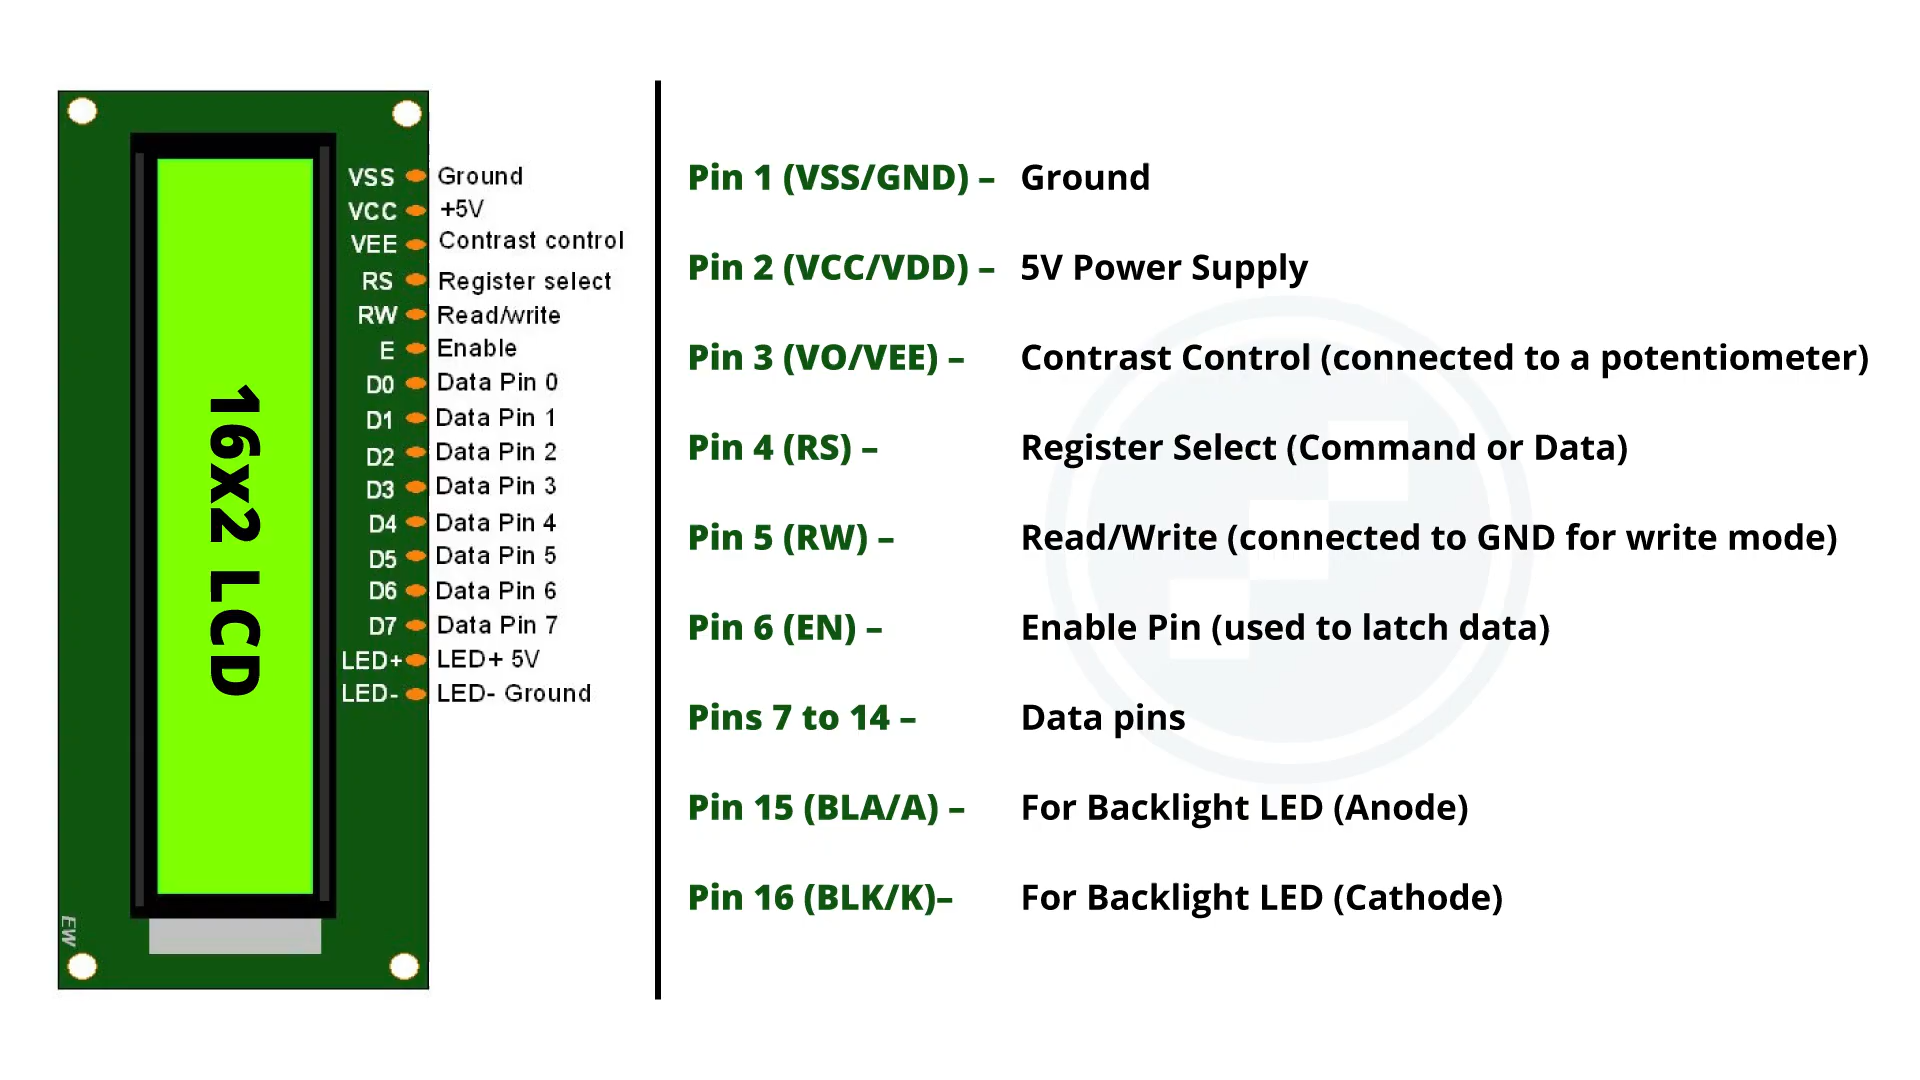 16x2 LCD
VSS Ground
VCC +5V
VEE Contrast control
RS Register select
RW Read/write
E Enable
D0 Data Pin 0
D1 Data Pin 1
D2 Data Pin 2
D3 Data Pin 3
D4 Data Pin 4
D5 Data Pin 5
D6 Data Pin 6
D7 Data Pin 7
LED+ LED+ 5V
LED- LED- Ground
EW
Pin 1 (VSS/GND) – Ground
Pin 2 (VCC/VDD) – 5V Power Supply
Pin 3 (VO/VEE) – Contrast Control (connected to a potentiometer)
Pin 4 (RS) – Register Select (Command or Data)
Pin 5 (RW) – Read/Write (connected to GND for write mode)
Pin 6 (EN) – Enable Pin (used to latch data)
Pins 7 to 14 – Data pins
Pin 15 (BLA/A) – For Backlight LED (Anode)
Pin 16 (BLK/K)– For Backlight LED (Cathode)